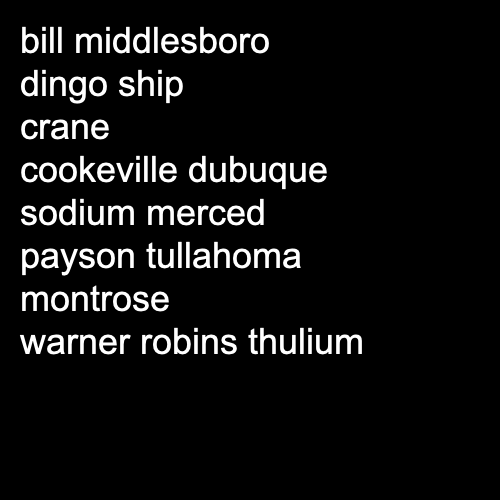 bill middlesboro
dingo ship
crane
cookeville dubuque
sodium merced
payson tullahoma
montrose
warner robins thulium